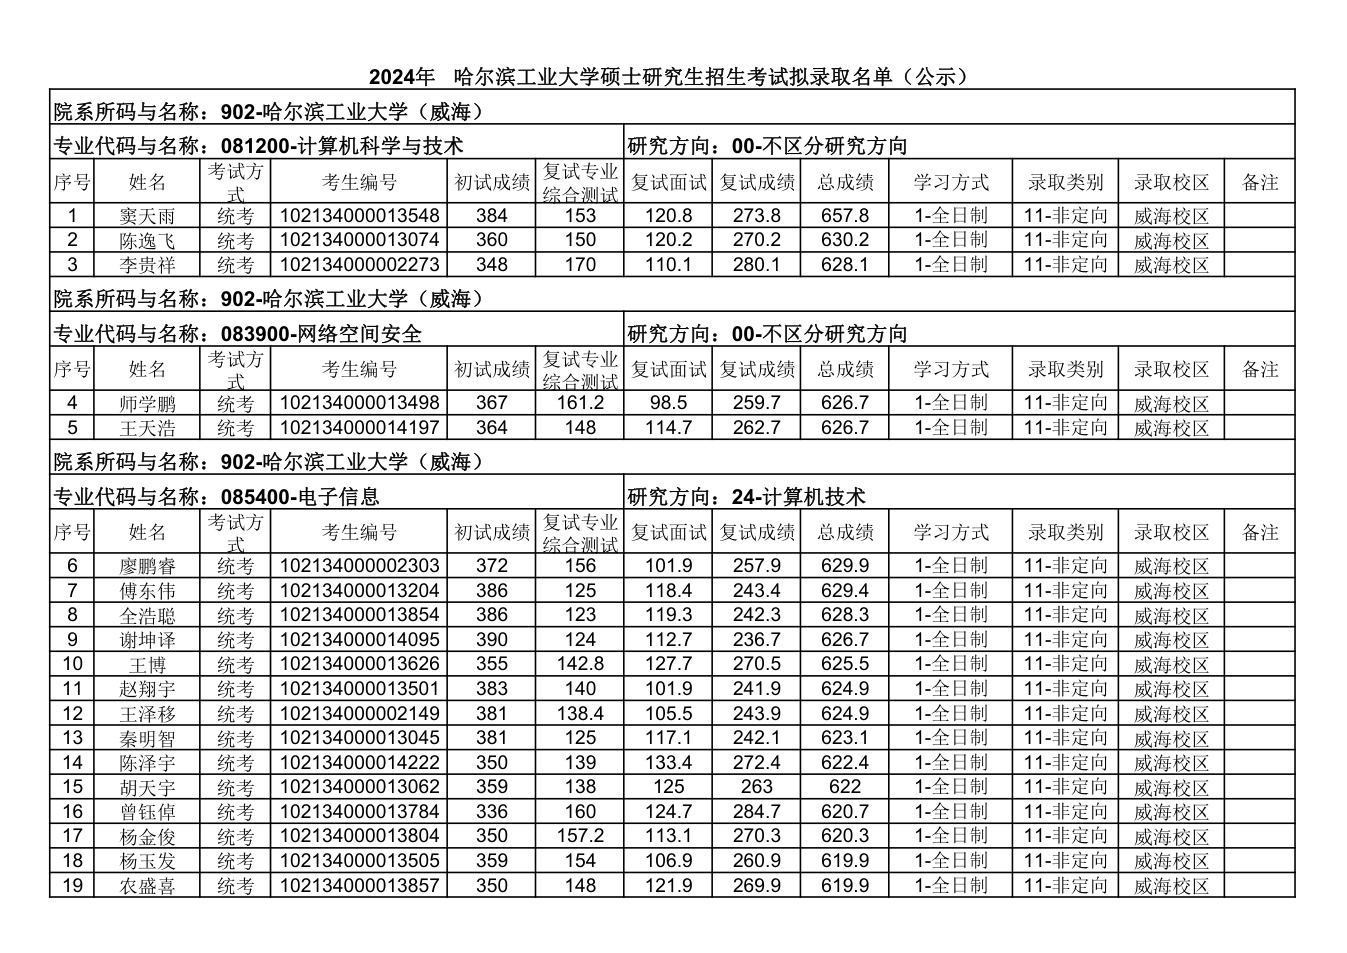 2024年 哈尔滨工业大学硕士研究生招生考试拟录取名单（公示）
院系所码与名称：902-哈尔滨工业大学（威海）
专业代码与名称：081200-计算机科学与技术 研究方向：00-不区分研究方向
序号 姓名 考试方式 考生编号 初试成绩 复试专业综合测试 复试面试 复试成绩 总成绩 学习方式 录取类别 录取校区 备注
1 窦天雨 统考 102134000013548 384 153 120.8 273.8 657.8 1-全日制 11-非定向 威海校区
2 陈逸飞 统考 102134000013074 360 150 120.2 270.2 630.2 1-全日制 11-非定向 威海校区
3 李贵祥 统考 102134000002273 348 170 110.1 280.1 628.1 1-全日制 11-非定向 威海校区
院系所码与名称：902-哈尔滨工业大学（威海）
专业代码与名称：083900-网络空间安全 研究方向：00-不区分研究方向
序号 姓名 考试方式 考生编号 初试成绩 复试专业综合测试 复试面试 复试成绩 总成绩 学习方式 录取类别 录取校区 备注
4 师学鹏 统考 102134000013498 367 161.2 98.5 259.7 626.7 1-全日制 11-非定向 威海校区
5 王天浩 统考 102134000014197 364 148 114.7 262.7 626.7 1-全日制 11-非定向 威海校区
院系所码与名称：902-哈尔滨工业大学（威海）
专业代码与名称：085400-电子信息 研究方向：24-计算机技术
序号 姓名 考试方式 考生编号 初试成绩 复试专业综合测试 复试面试 复试成绩 总成绩 学习方式 录取类别 录取校区 备注
6 廖鹏睿 统考 102134000002303 372 156 101.9 257.9 629.9 1-全日制 11-非定向 威海校区
7 傅东伟 统考 102134000013204 386 125 118.4 243.4 629.4 1-全日制 11-非定向 威海校区
8 全浩聪 统考 102134000013854 386 123 119.3 242.3 628.3 1-全日制 11-非定向 威海校区
9 谢坤译 统考 102134000014095 390 124 112.7 236.7 626.7 1-全日制 11-非定向 威海校区
10 王博 统考 102134000013626 355 142.8 127.7 270.5 625.5 1-全日制 11-非定向 威海校区
11 赵翔宇 统考 102134000013501 383 140 101.9 241.9 624.9 1-全日制 11-非定向 威海校区
12 王泽移 统考 102134000002149 381 138.4 105.5 243.9 624.9 1-全日制 11-非定向 威海校区
13 秦明智 统考 102134000013045 381 125 117.1 242.1 623.1 1-全日制 11-非定向 威海校区
14 陈泽宇 统考 102134000014222 350 139 133.4 272.4 622.4 1-全日制 11-非定向 威海校区
15 胡天宇 统考 102134000013062 359 138 125 263 622 1-全日制 11-非定向 威海校区
16 曾钰倬 统考 102134000013784 336 160 124.7 284.7 620.7 1-全日制 11-非定向 威海校区
17 杨金俊 统考 102134000013804 350 157.2 113.1 270.3 620.3 1-全日制 11-非定向 威海校区
18 杨玉发 统考 102134000013505 359 154 106.9 260.9 619.9 1-全日制 11-非定向 威海校区
19 农盛喜 统考 102134000013857 350 148 121.9 269.9 619.9 1-全日制 11-非定向 威海校区